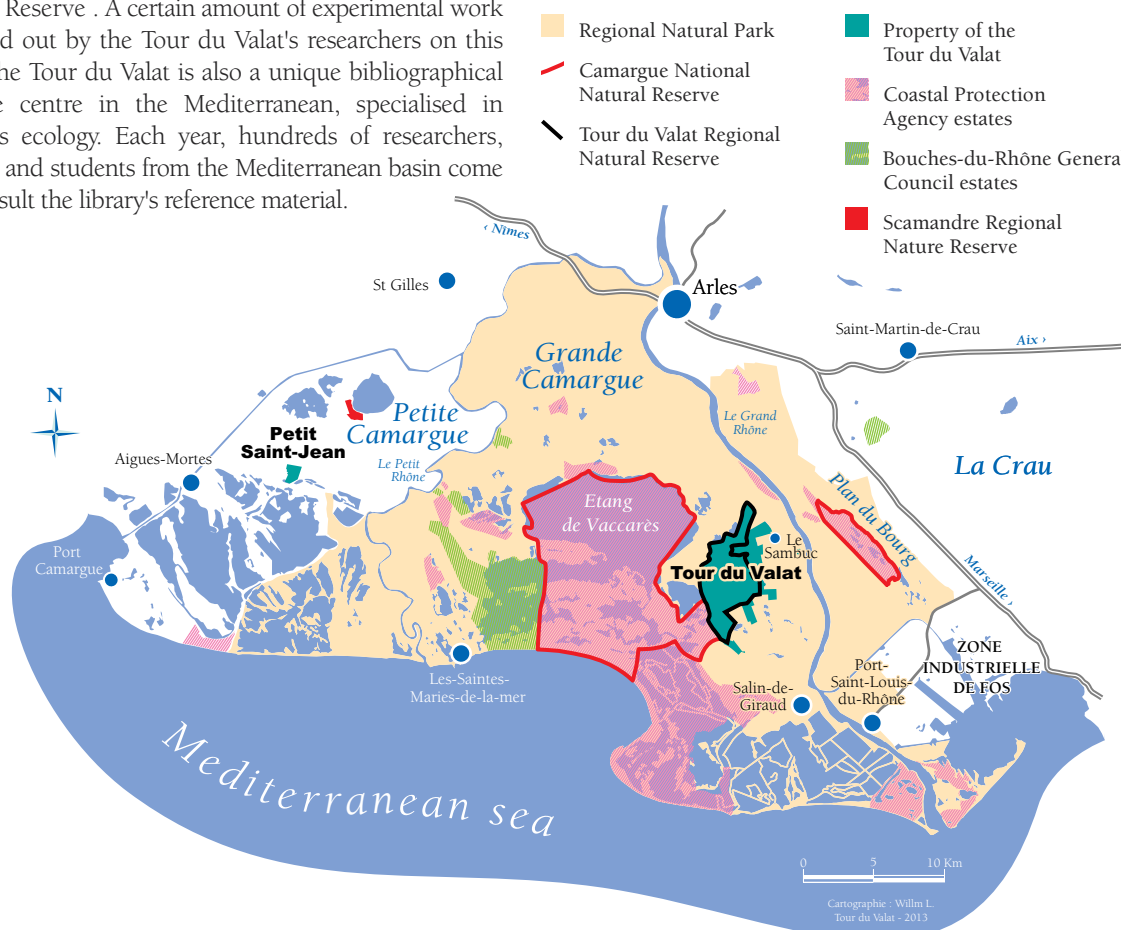 Reserve . A certain amount of experimental work
d out by the Tour du Valat's researchers on this
he Tour du Valat is also a unique bibliographical
e centre in the Mediterranean, specialised in
s ecology. Each year, hundreds of researchers,
and students from the Mediterranean basin come
sult the library's reference material.
Regional Natural Park
Camargue National
Natural Reserve
Tour du Valat Regional
Natural Reserve
Property of the
Tour du Valat
Coastal Protection
Agency estates
Bouches-du-Rhône Genera
Council estates
Scamandre Regional
Nature Reserve
‹ Nîmes
St Gilles
Arles
Saint-Martin-de-Crau
Aix ›
Grande
Camargue
N
Petite
Camargue
Le Grand
Rhône
Petit
Saint-Jean
Aigues-Mortes
Le Petit
Rhône
La Crau
Etang
de Vaccarès
Plan du Bourg
Le
Sambuc
Port
Camargue
Tour du Valat
Marseille ›
ZONE
INDUSTRIELLE
DE FOS
Les-Saintes-
Maries-de-la-mer
Salin-de-
Giraud
Port-
Saint-Louis-
du-Rhône
Mediterranean sea
0 5 10 Km
Cartographie : Willm L.
Tour du Valat - 2013